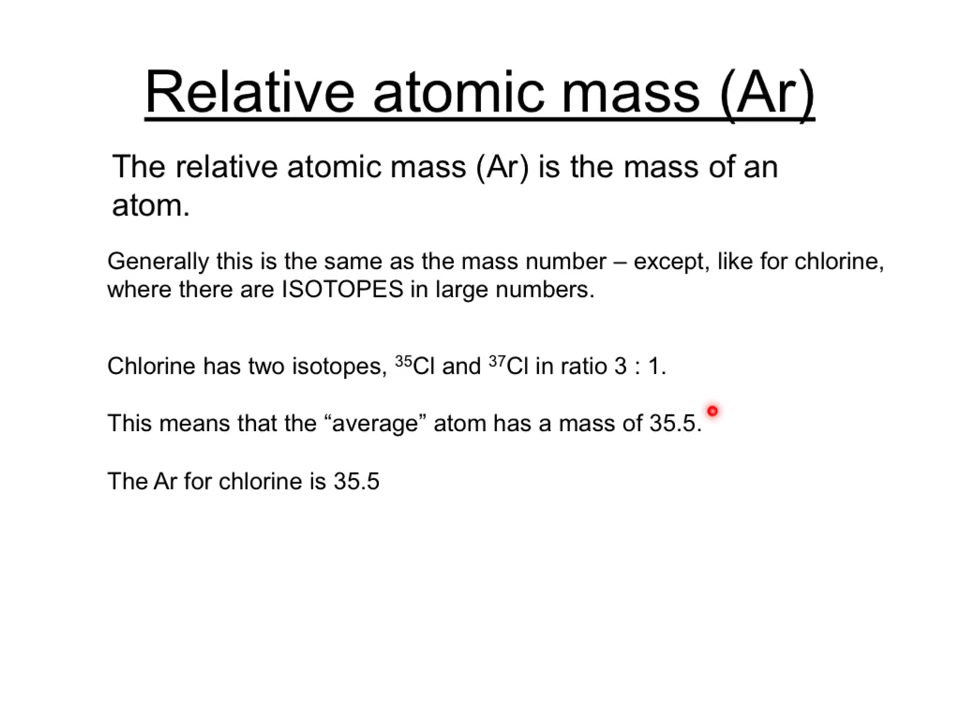 Relative atomic mass (Ar)
The relative atomic mass (Ar) is the mass of an
atom.
Generally this is the same as the mass number – except, like for chlorine,
where there are ISOTOPES in large numbers.
Chlorine has two isotopes, ³⁵Cl and ³⁷Cl in ratio 3 : 1.
This means that the “average” atom has a mass of 35.5.
The Ar for chlorine is 35.5